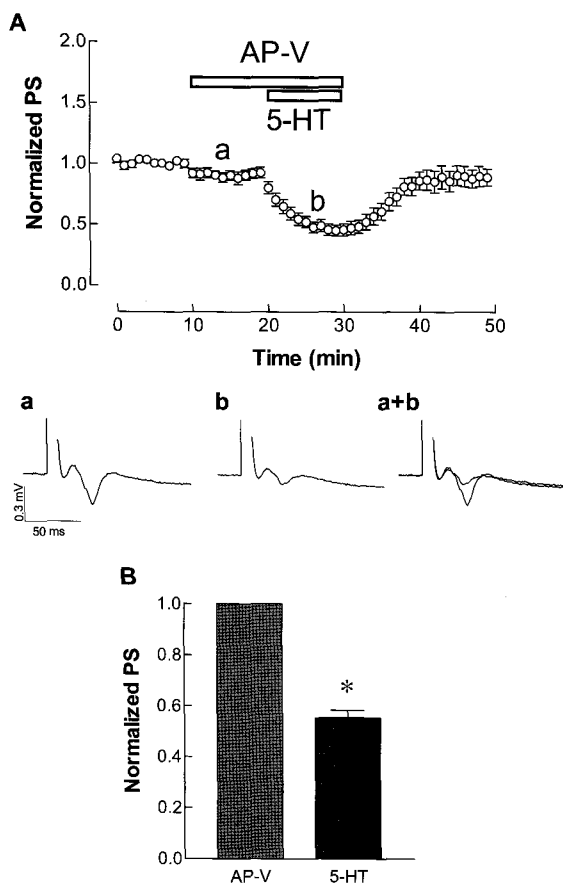 A
AP-V
5-HT
a
b
Normalized PS
2.0
1.5
1.0
0.5
0.0
0 10 20 30 40 50
Time (min)
a b a+b
0.3 mV
50 ms
B
Normalized PS
1.0
0.8
0.6
0.4
0.2
0.0
*
AP-V 5-HT